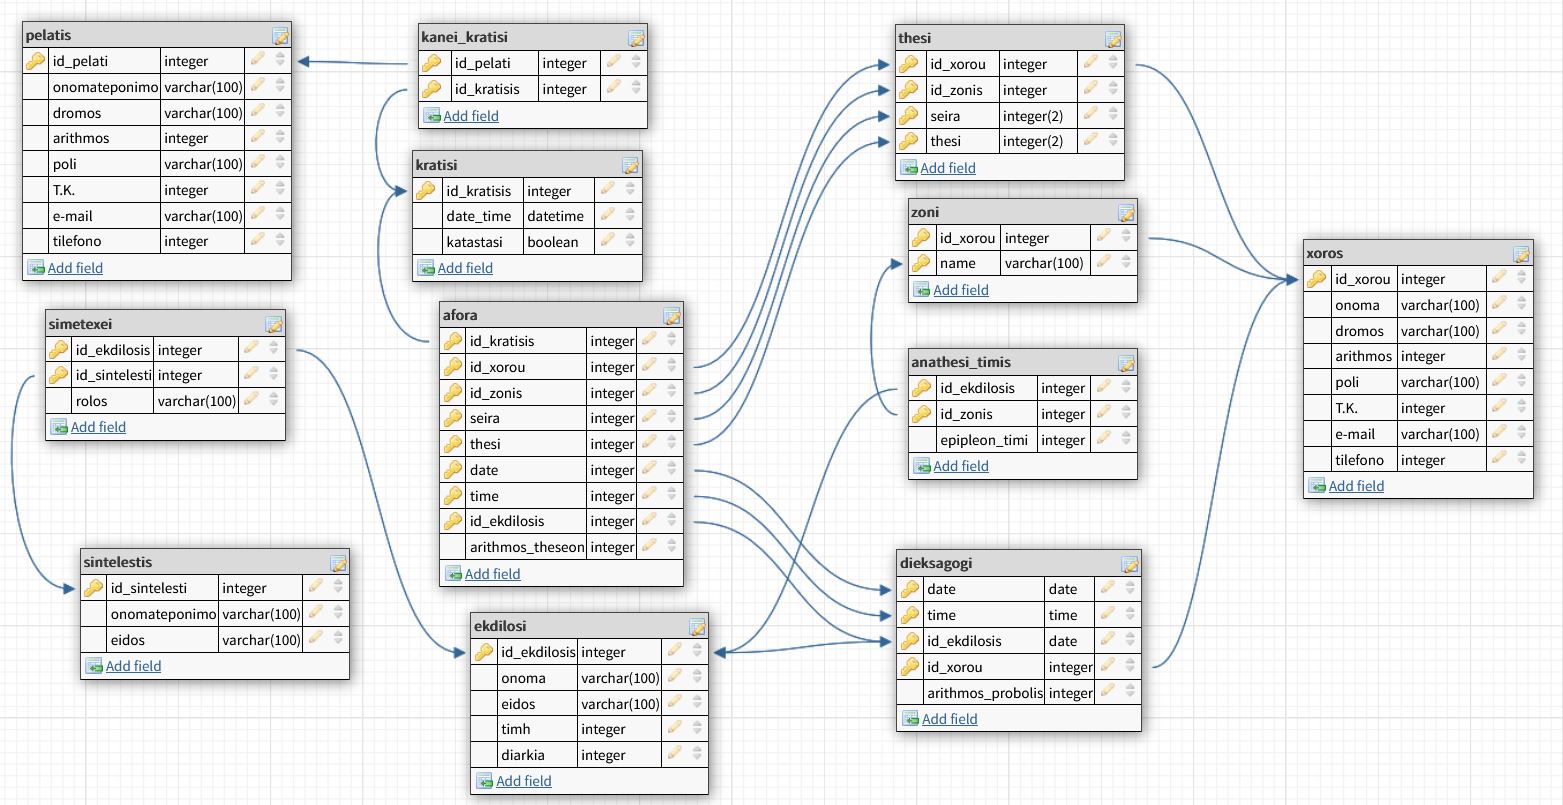 pelatis
id_pelati integer
onomateponimo varchar(100)
dromos varchar(100)
arithmos integer
poli varchar(100)
T.K. integer
e-mail varchar(100)
tilefono integer
Add field
kanei_kratisi
id_pelati integer
id_kratisis integer
Add field
kratisi
id_kratisis integer
date_time datetime
katastasi boolean
Add field
simetexei
id_ekdilosis integer
id_sintelesti integer
rolos varchar(100)
Add field
afora
id_kratisis integer
id_xorou integer
id_zonis integer
seira integer
thesi integer
date integer
time integer
id_ekdilosis integer
arithmos_theseon integer
Add field
sintelestis
id_sintelesti integer
onomateponimo varchar(100)
eidos varchar(100)
Add field
ekdilosi
id_ekdilosis integer
onoma varchar(100)
eidos varchar(100)
timh integer
diarkia integer
Add field
thesi
id_xorou integer
id_zonis integer
seira integer(2)
thesi integer(2)
Add field
zoni
id_xorou integer
name varchar(100)
Add field
anathesi_timis
id_ekdilosis integer
id_zonis integer
epipleon_timi integer
Add field
dieksagogi
date date
time time
id_ekdilosis date
id_xorou integer
arithmos_probolis integer
Add field
xoros
id_xorou integer
onoma varchar(100)
dromos varchar(100)
arithmos integer
poli varchar(100)
T.K. integer
e-mail varchar(100)
tilefono integer
Add field